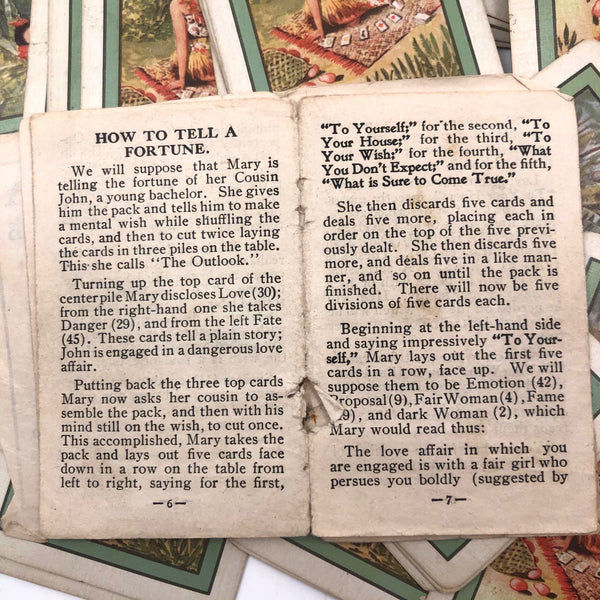 HOW TO TELL A
FORTUNE.
We will suppose that Mary is
telling the fortune of her Cousin
John, a young bachelor. She gives
him the pack and tells him to make
a mental wish while shuffling the
cards, and then to cut twice laying
the cards in three piles on the table.
This she calls "The Outlook."
Turning up the top card of the
center pile Mary discloses Love (30);
from the right-hand one she takes
Danger (29), and from the left Fate
(45). These cards tell a plain story;
John is engaged in a dangerous love
affair.
Putting back the three top cards
Mary now asks her cousin to as-
semble the pack, and then with his
mind still on the wish, to cut once.
This accomplished, Mary takes the
pack and lays out five cards face
down in a row on the table from
left to right, saying for the first,
—6—
"To Yourself;" for the second, "To
Your House;" for the third, "To
Your Wish;" for the fourth, "What
You Don't Expect;" and for the fifth,
"What is Sure to Come True."
She then discards five cards and
deals five more, placing each in
order on the top of the five previ-
ously dealt. She then discards five
more, and deals five in a like man-
ner, and so on until the pack is
finished. There will now be five
divisions of five cards each.
Beginning at the left-hand side
and saying impressively "To Your-
self," Mary lays out the first five
cards in a row, face up. We will
suppose them to be Emotion (42),
Proposal (9), Fair Woman (4), Fame
9), and dark Woman (2), which
Mary would read thus:
The love affair in which you
are engaged is with a fair girl who
persues you boldly (suggested by
—7—